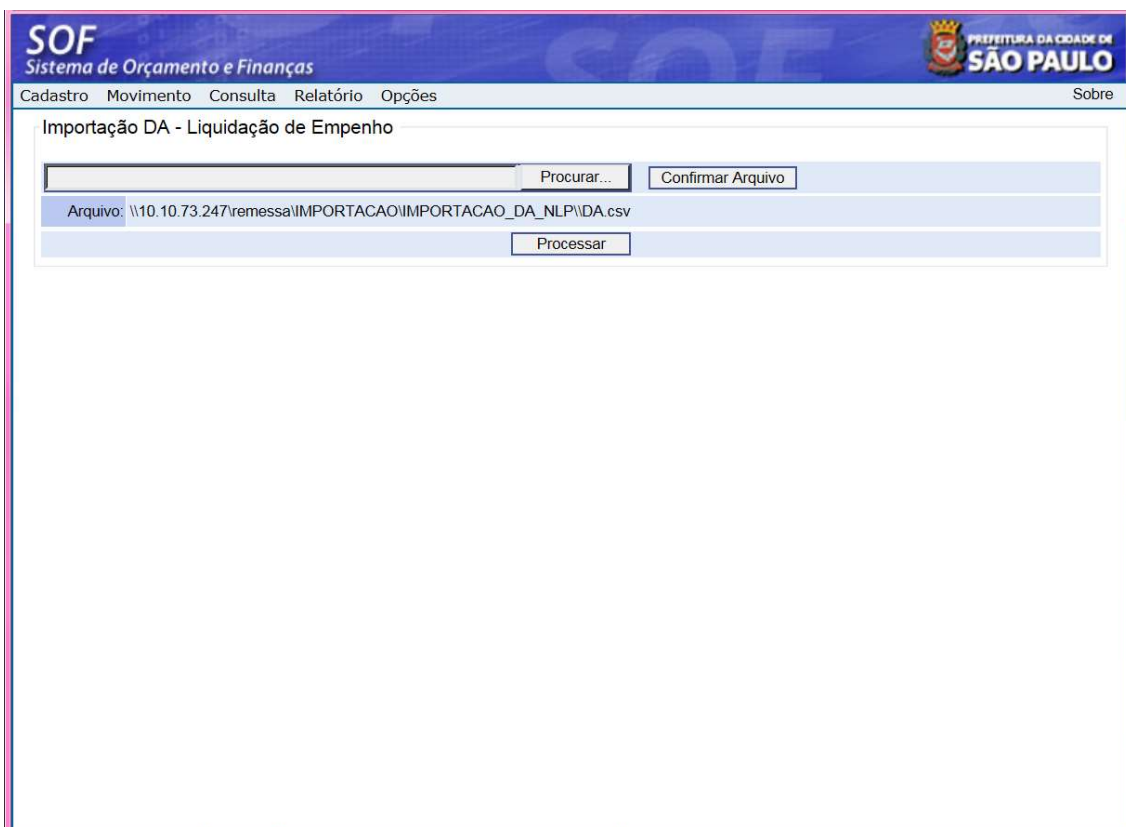 SOF
Sistema de Orçamento e Finanças
SOF
PREFEITURA DA CIDADE DE
SÃO PAULO
Cadastro Movimento Consulta Relatório Opções Sobre
Importação DA - Liquidação de Empenho
Procurar... Confirmar Arquivo
Arquivo: \\10.10.73.247\remessa\IMPORTACAO\IMPORTACAO_DA_NLP\\DA.csv
Processar